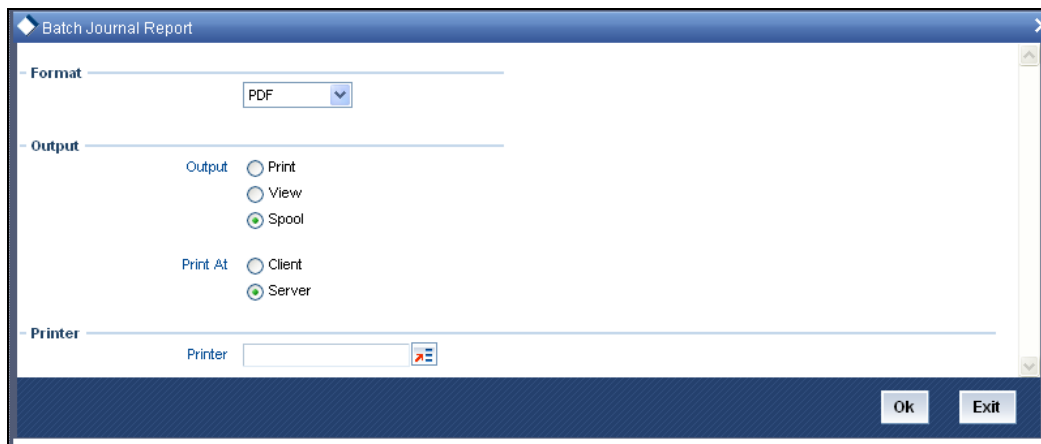 Batch Journal Report
Format
PDF
Output
Output Print
View
Spool
Print At Client
Server
Printer
Printer
Ok Exit